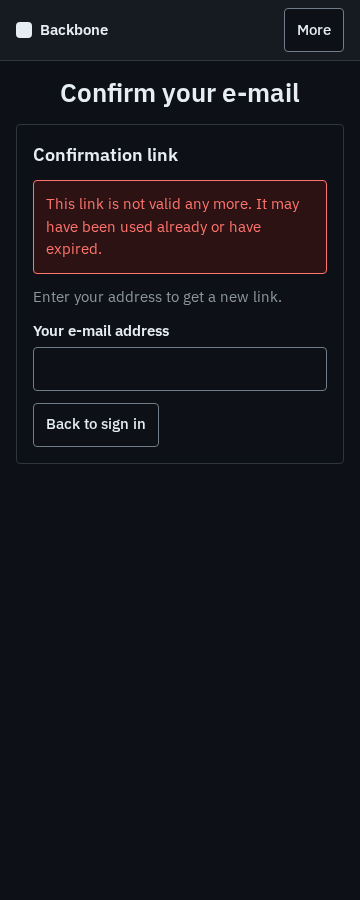 Backbone
More
Confirm your e-mail
Confirmation link
This link is not valid any more. It may
have been used already or have
expired.
Enter your address to get a new link.
Your e-mail address
Back to sign in